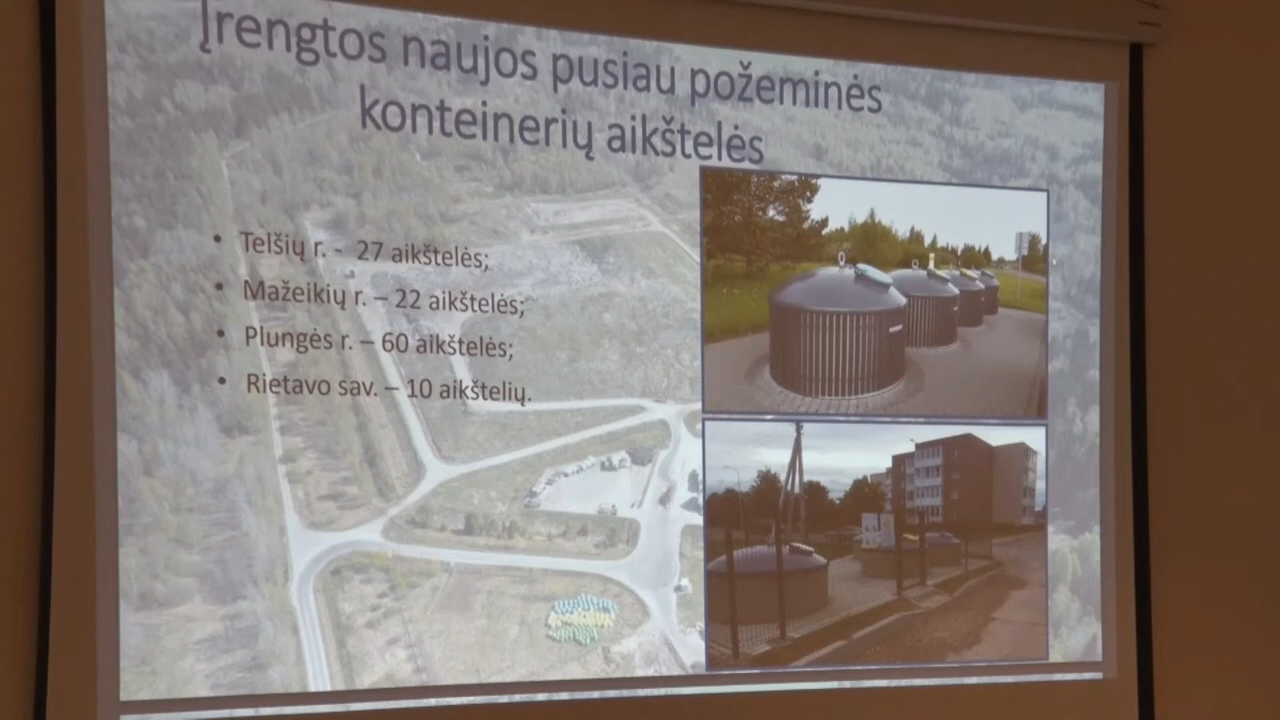 Įrengtos naujos pusiau požeminės
konteinerių aikštelės
• Telšių r. - 27 aikštelės;
• Mažeikių r. – 22 aikštelės;
• Plungės r. – 60 aikštelės;
• Rietavo sav. – 10 aikštelių.